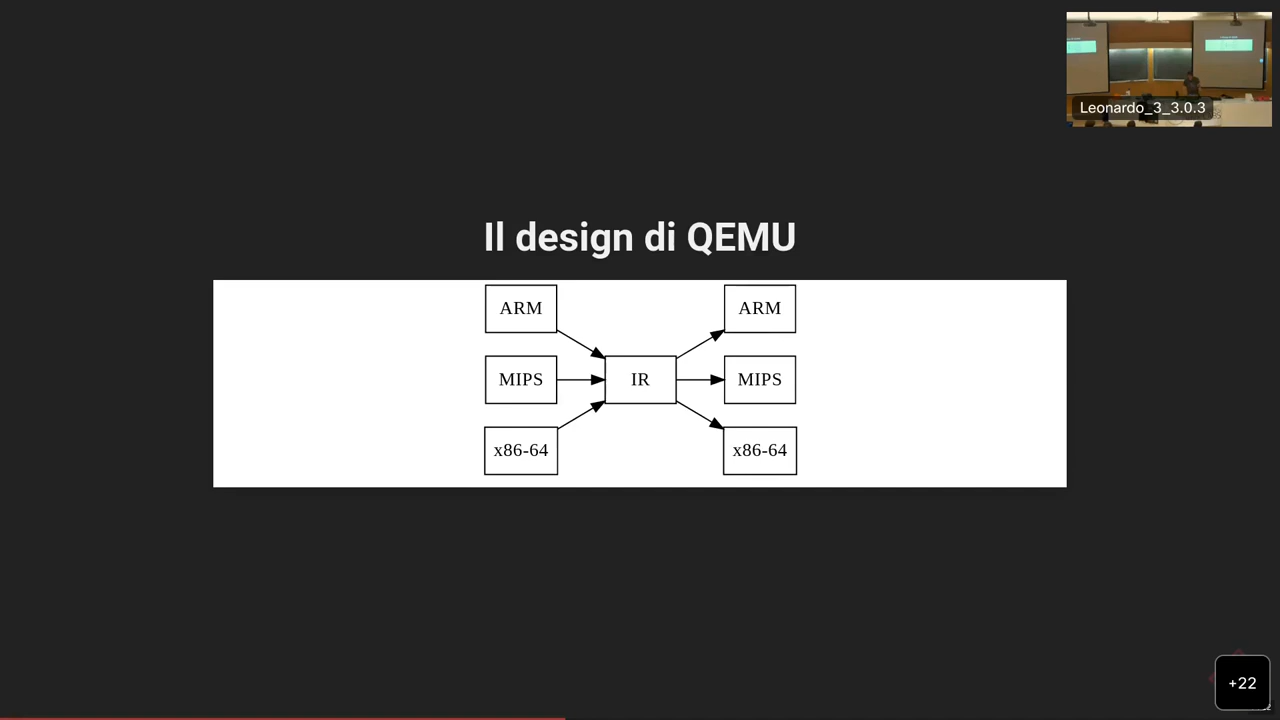 Leonardo_3_3.0.3
Il design di QEMU
ARM
ARM
MIPS
IR
MIPS
x86-64
x86-64
+22